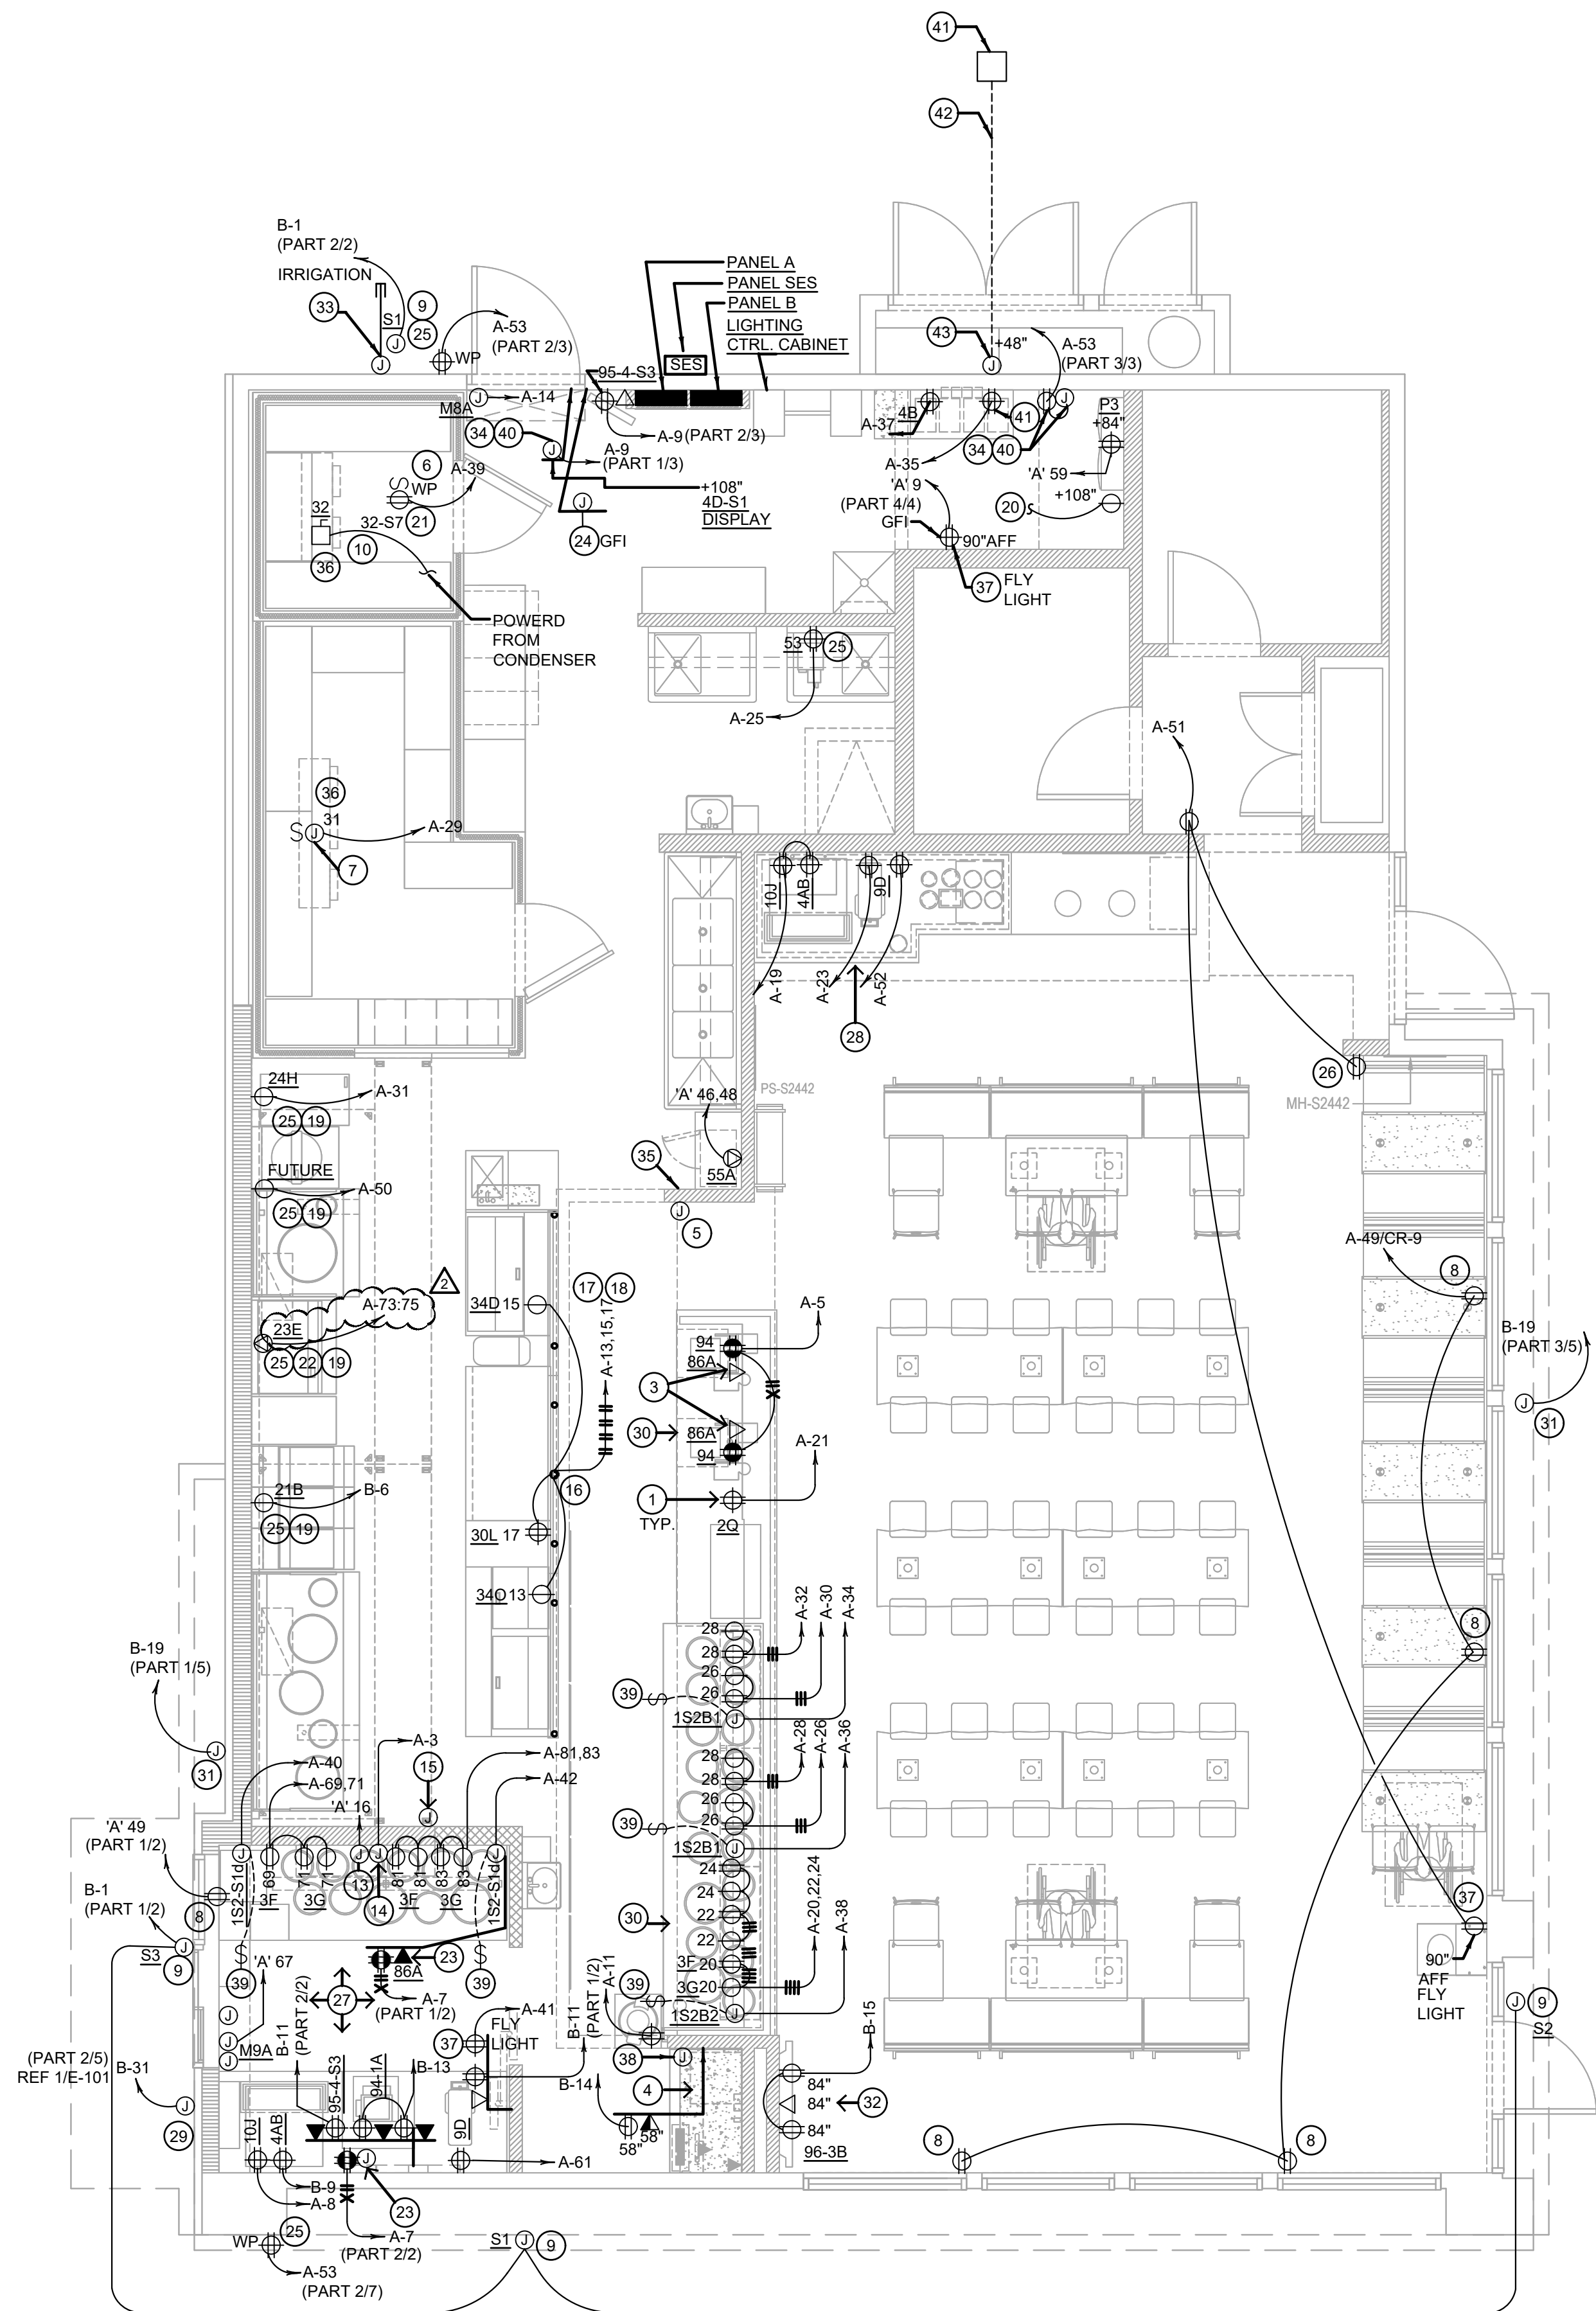 41
42
B-1
(PART 2/2)
IRRIGATION
33
S1
J
J
9
25
A-53
(PART 2/3)
WP
PANEL A
PANEL SES
PANEL B
LIGHTING
CTRL. CABINET
SES
95-4-S3
43
+48"
J
A-53
(PART 3/3)
J
A-14
M8A
34
40
J
A-9 (PART 2/3)
A-9
(PART 1/3)
+108"
4D-S1
DISPLAY
J
24
GFI
4B
A-37
A-35
41
34
40
J
P3
+84"
'A' 59
+108"
20
'A' 9
(PART 4/4)
GFI
90"AFF
37
FLY
LIGHT
6
A-39
S
WP
32
F
32-S7
21
10
36
POWERD
FROM
CONDENSER
53
25
A-25
A-51
36
31
S
J
A-29
7
10J
4AB
9D
A-19
A-23
A-52
28
26
24H
A-31
25
19
FUTURE
A-50
25
19
2
A-73:75
23E
25
22
19
21B
B-6
25
19
PS-S2442
MH-S2442
'A' 46,48
35
55A
J
5
34D 15
17
18
A-13,15,17
16
30L 17
34O 13
A-5
94
86A
3
30
86A
94
A-21
1
TYP.
2Q
A-49/CR-9
8
8
B-19
(PART 3/5)
J
31
A-32
A-30
A-34
28
28
26
26
39
S
1S2B1
J
A-28
A-26
A-36
28
28
26
26
39
S
1S2B1
J
24
24
22
22
30
3F 20
3G 20
39
S
1S2B2
J
A-20,22,24
A-38
B-19
(PART 1/5)
J
31
A-3
15
J
A-81,83
A-42
A-40
A-69,71
'A' 16
'A' 49
(PART 1/2)
8
B-1
(PART 1/2)
S3
J
9
J
1S2-S1d
69
3F
71
71
3G
J
13
J
14
81
81
3F
83
83
3G
J
1S2-S1d
S
39
S
39
86A
23
A-7
(PART 1/2)
27
'A' 67
B-11
(PART 2/2)
J
J
M9A
J
(PART 2/5)
REF 1/E-101
B-31
J
29
A-41
37
FLY
LIGHT
B-11
(PART 1/2)
A-11
B-13
95-4-S3
94-1A
9D
10J
4AB
B-9
A-8
J
23
A-7
(PART 2/2)
A-61
38
J
4
B-14
58"
58"
B-15
84"
84"
84"
32
96-3B
8
8
37
90"
AFF
FLY
LIGHT
J
9
S2
WP
25
A-53
(PART 2/7)
S1
J
9